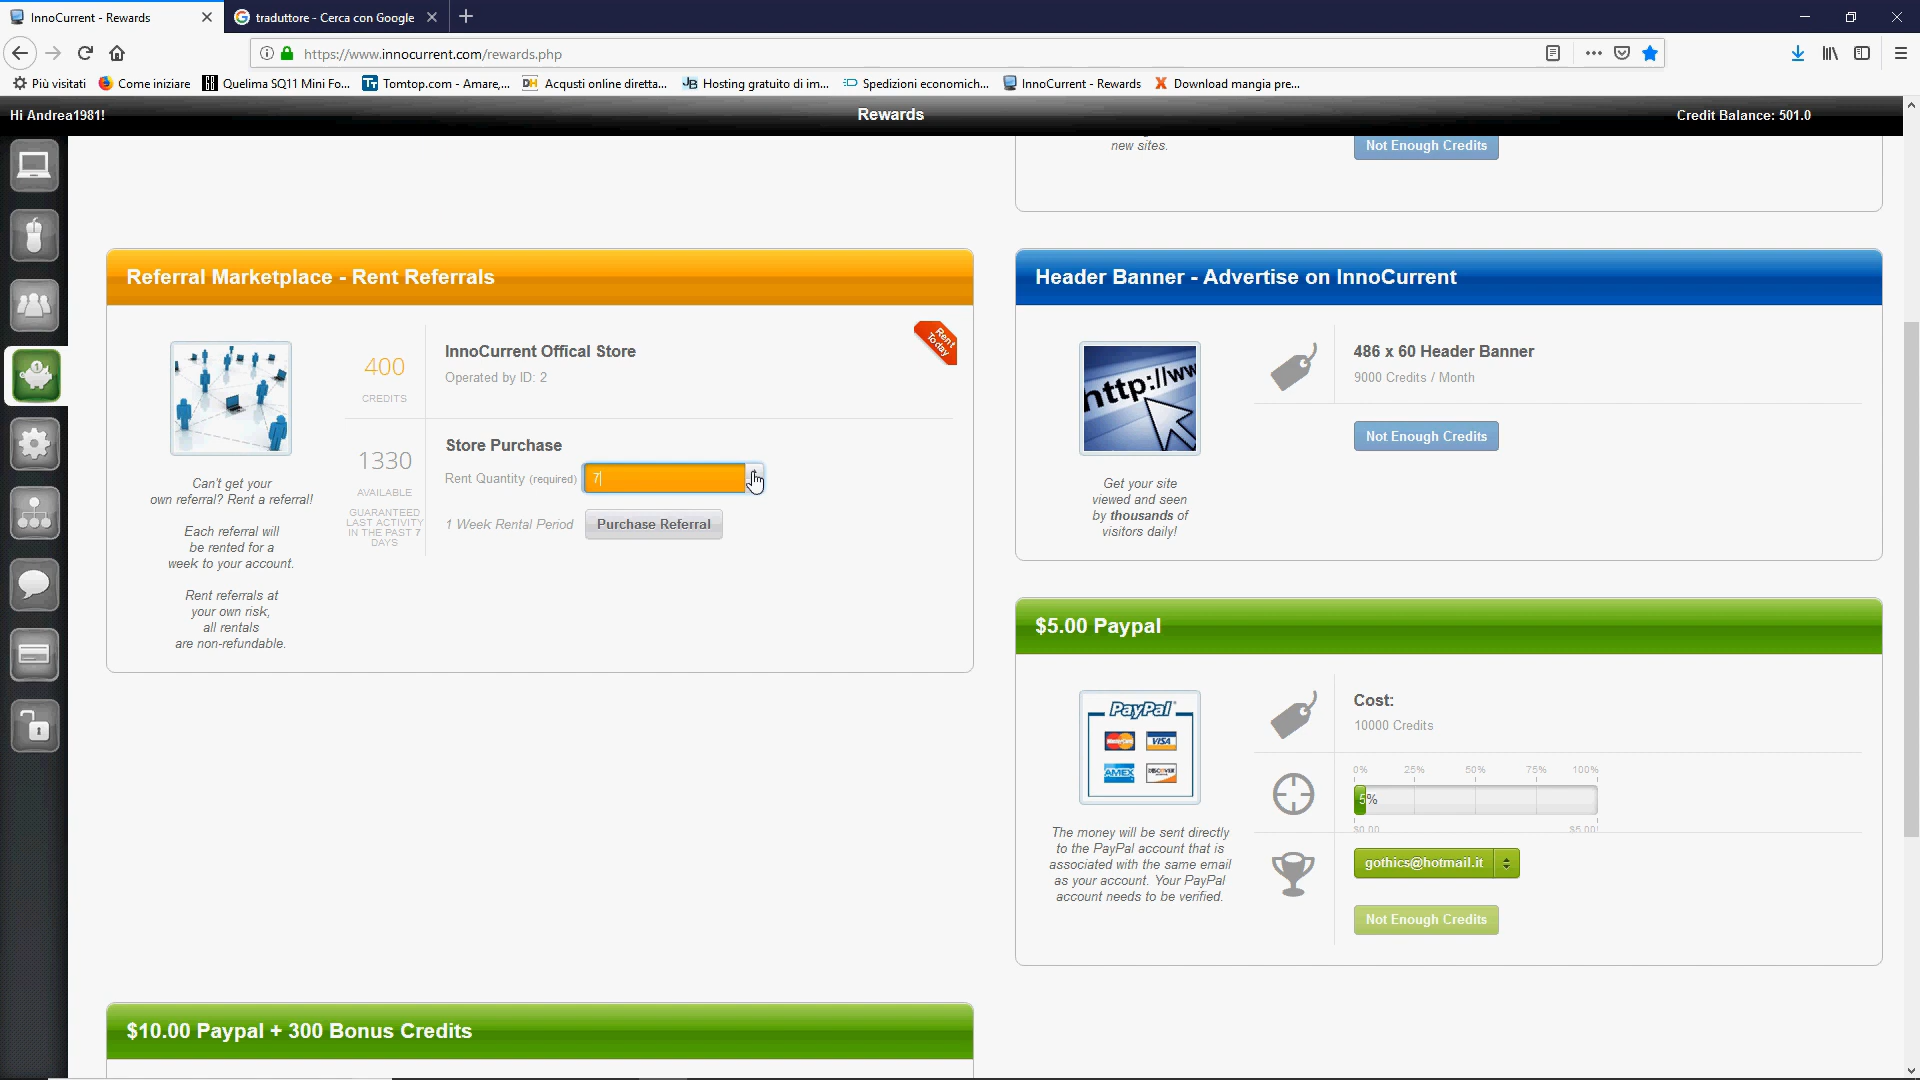 InnoCurrent - Rewards
traduttore - Cerca con Google
https://www.innocurrent.com/rewards.php
Più visitati
Come iniziare
Quelima SQ11 Mini Fo...
Tomtop.com - Amare,...
DH
Acqusti online diretta...
JB
Hosting gratuito di im...
Spedizioni economich...
InnoCurrent - Rewards
Download mangia pre...
Hi Andrea1981!
Rewards
Credit Balance: 501.0
new sites.
Not Enough Credits
Referral Marketplace - Rent Referrals
Can't get your
own referral? Rent a referral!
Each referral will
be rented for a
week to your account.
Rent referrals at
your own risk,
all rentals
are non-refundable.
400
CREDITS
InnoCurrent Offical Store
Operated by ID: 2
Rent
Today
1330
AVAILABLE
GUARANTEED
LAST ACTIVITY
IN THE PAST 7
DAYS
Store Purchase
Rent Quantity (required)
7
1 Week Rental Period
Purchase Referral
Header Banner - Advertise on InnoCurrent
http://ww
Get your site
viewed and seen
by thousands of
visitors daily!
486 x 60 Header Banner
9000 Credits / Month
Not Enough Credits
$5.00 Paypal
PayPal
MasterCard
VISA
AMEX
DISCOVER
The money will be sent directly
to the PayPal account that is
associated with the same email
as your account. Your PayPal
account needs to be verified.
Cost:
10000 Credits
0% 25% 50% 75% 100%
5%
$0.00 $5.00!
gothics@hotmail.it
Not Enough Credits
$10.00 Paypal + 300 Bonus Credits